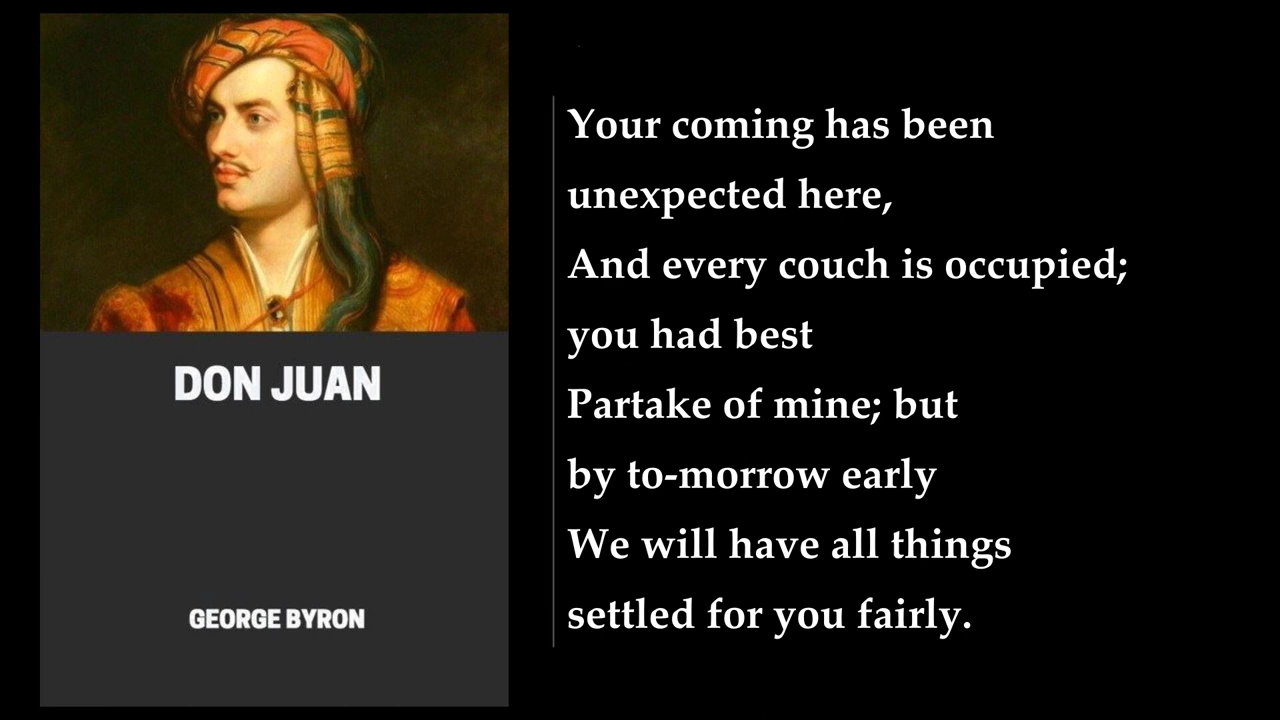 DON JUAN
GEORGE BYRON
Your coming has been
unexpected here,
And every couch is occupied;
you had best
Partake of mine; but
by to-morrow early
We will have all things
settled for you fairly.